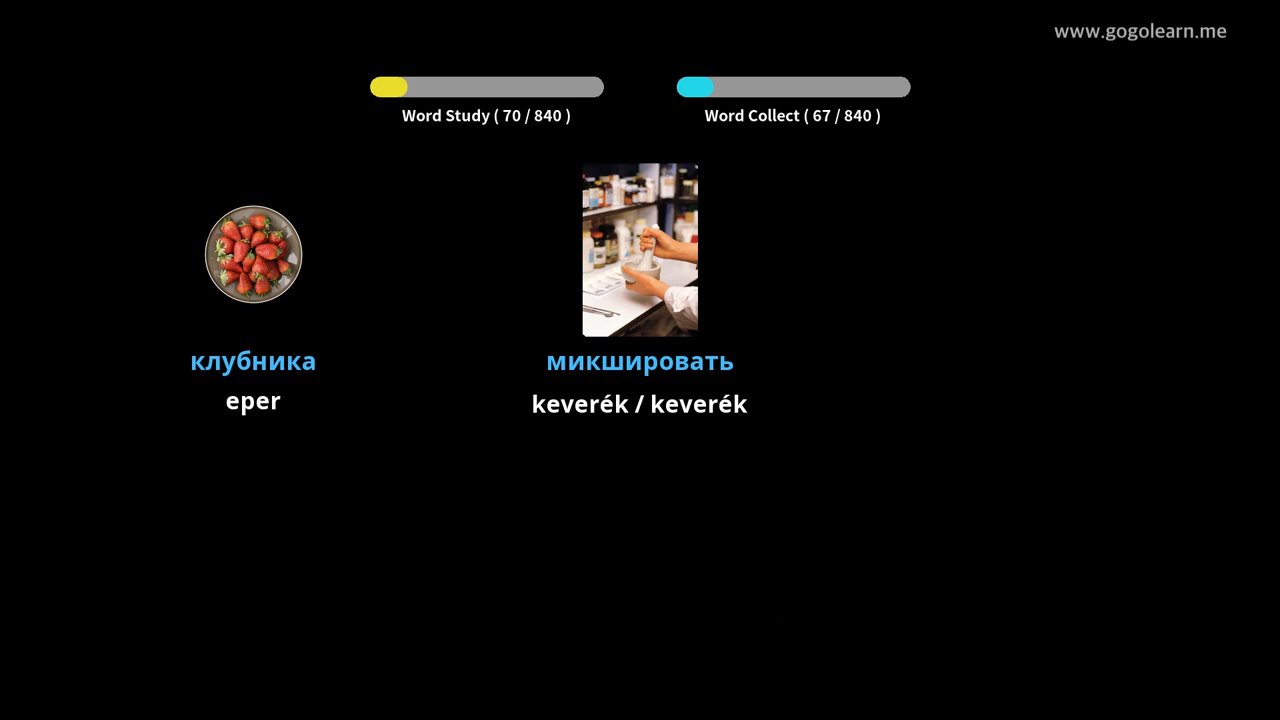 www.gogolearn.me
Word Study ( 70 / 840 )
Word Collect ( 67 / 840 )
клубника
eper
микшировать
keverék / keverék